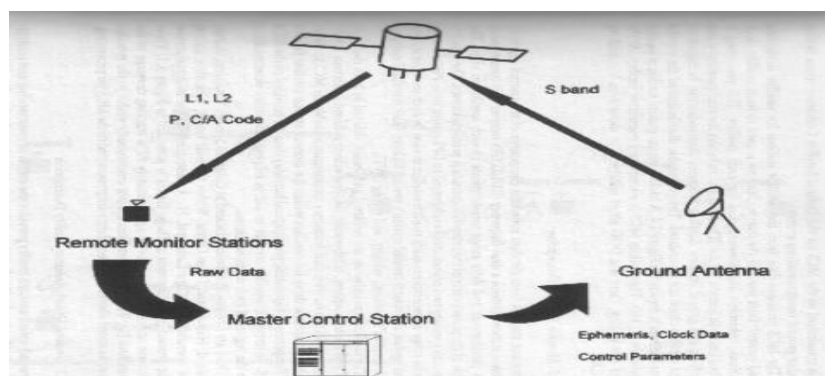 L1, L2
P, C/A Code
S band
Remote Monitor Stations
Raw Data
Ground Antenna
Master Control Station
Ephemeris, Clock Data
Control Parameters